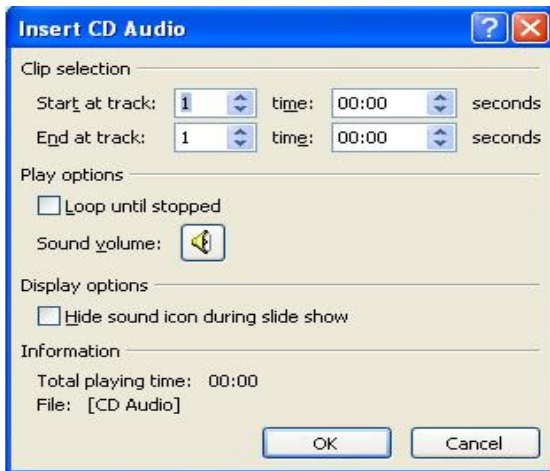 Insert CD Audio
Clip selection
Start at track: 1 time: 00:00 seconds
End at track: 1 time: 00:00 seconds
Play options
Loop until stopped
Sound volume:
Display options
Hide sound icon during slide show
Information
Total playing time: 00:00
File: [CD Audio]
OK Cancel